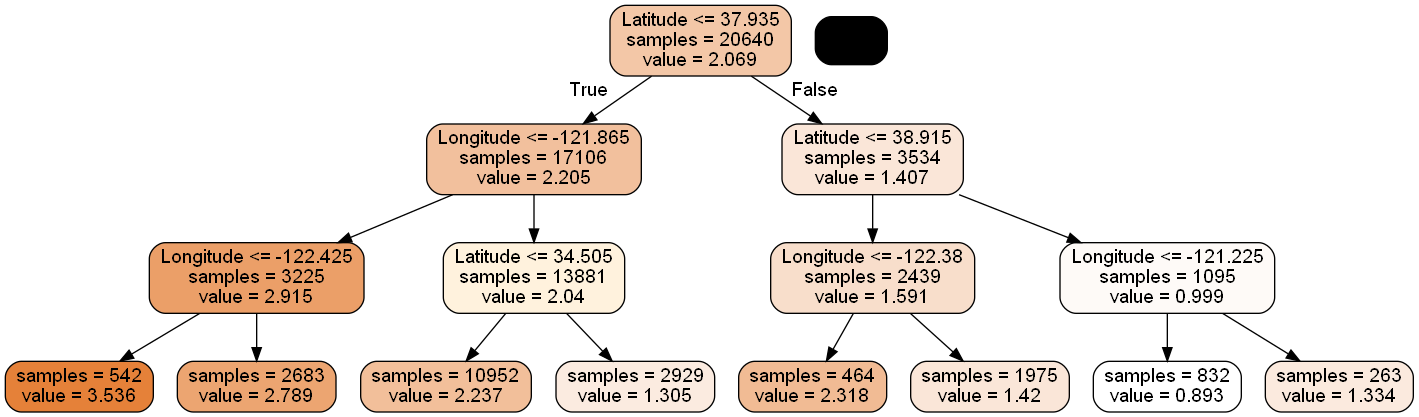 Latitude <= 37.935
samples = 20640
value = 2.069
True
False
Longitude <= -121.865
samples = 17106
value = 2.205
Latitude <= 38.915
samples = 3534
value = 1.407
Longitude <= -122.425
samples = 3225
value = 2.915
Latitude <= 34.505
samples = 13881
value = 2.04
Longitude <= -122.38
samples = 2439
value = 1.591
Longitude <= -121.225
samples = 1095
value = 0.999
samples = 542
value = 3.536
samples = 2683
value = 2.789
samples = 10952
value = 2.237
samples = 2929
value = 1.305
samples = 464
value = 2.318
samples = 1975
value = 1.42
samples = 832
value = 0.893
samples = 263
value = 1.334